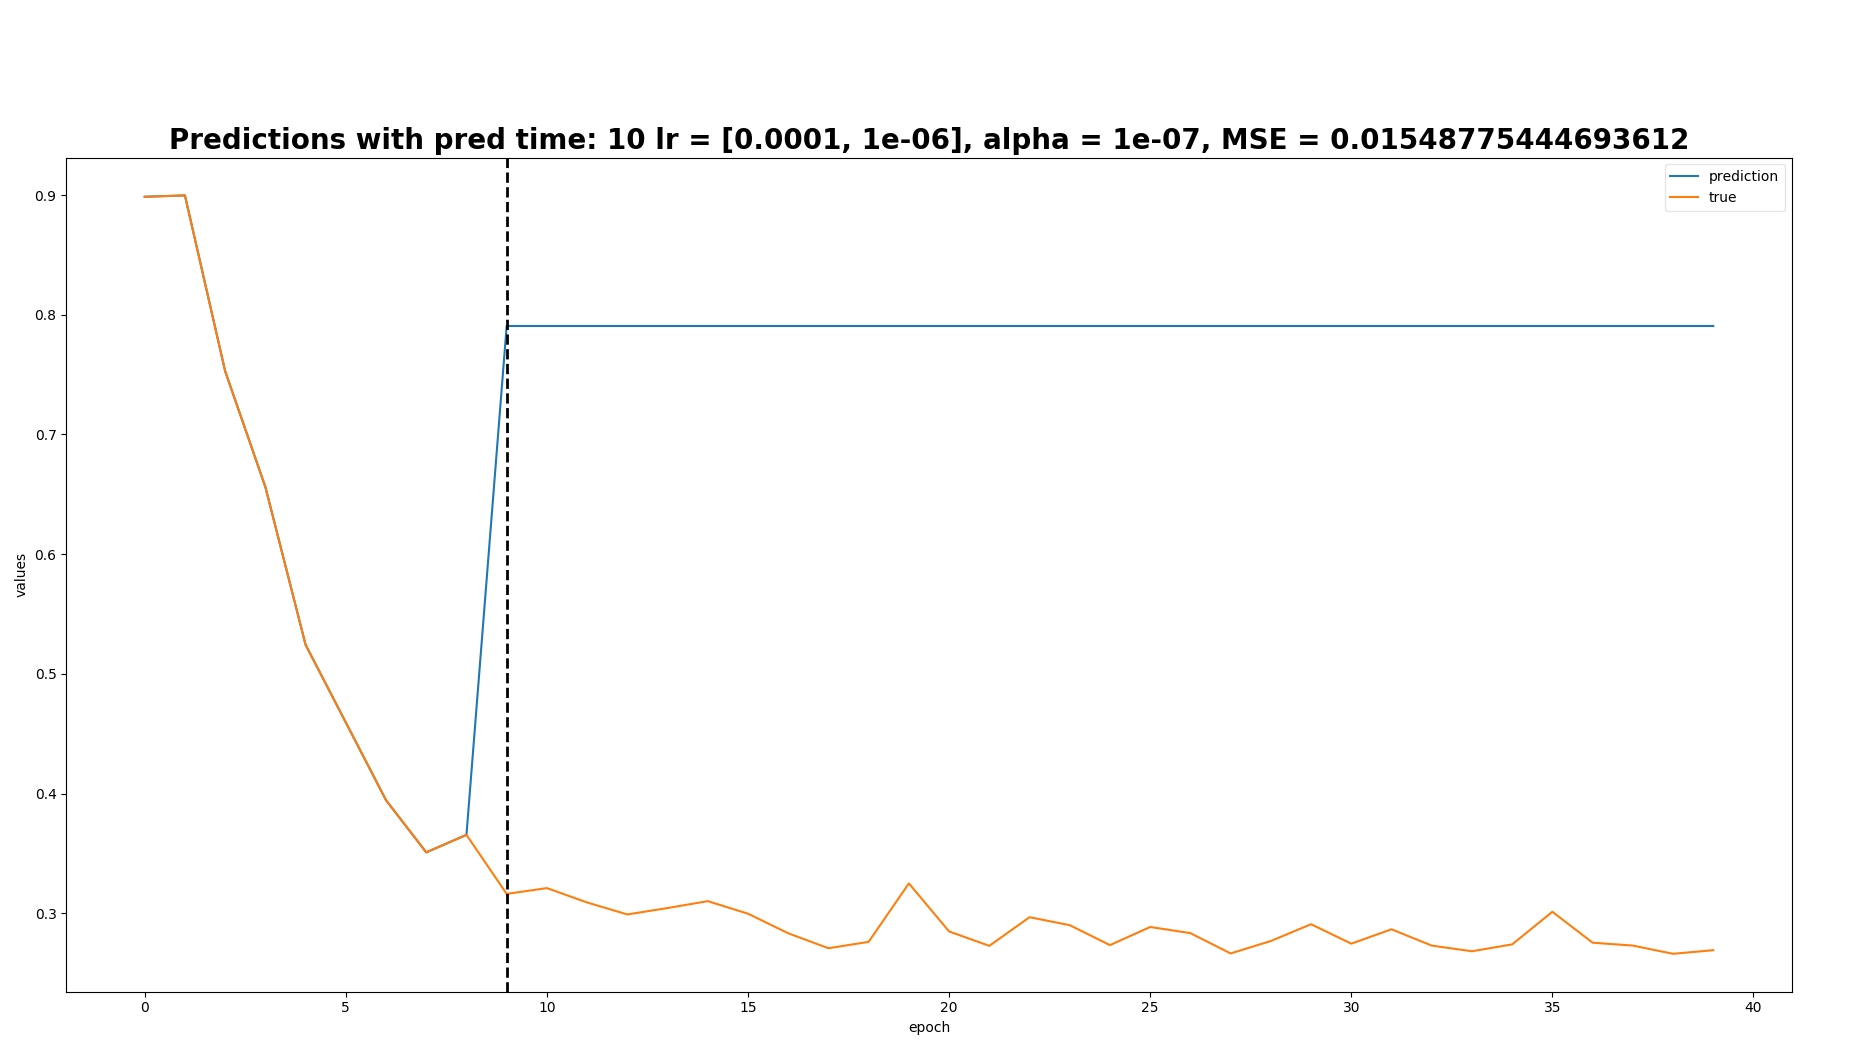 Predictions with pred time: 10 lr = [0.0001, 1e-06], alpha = 1e-07, MSE = 0.01548775444693612
prediction
true
values
0.9
0.8
0.7
0.6
0.5
0.4
0.3
0 5 10 15 20 25 30 35 40
epoch